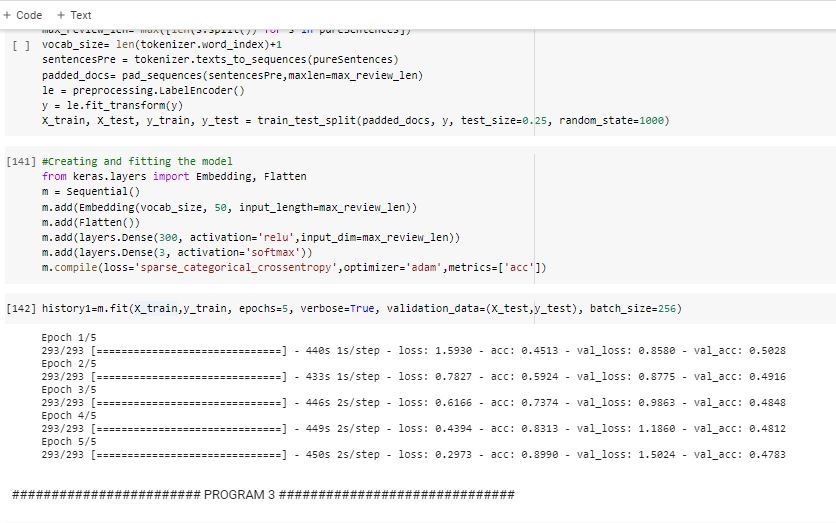 + Code + Text
max_review_len= max([len(s.split()) for s in pureSentences])
[ ] vocab_size= len(tokenizer.word_index)+1
sentencesPre = tokenizer.texts_to_sequences(pureSentences)
padded_docs= pad_sequences(sentencesPre,maxlen=max_review_len)
le = preprocessing.LabelEncoder()
y = le.fit_transform(y)
X_train, X_test, y_train, y_test = train_test_split(padded_docs, y, test_size=0.25, random_state=1000)
[141] #Creating and fitting the model
from keras.layers import Embedding, Flatten
m = Sequential()
m.add(Embedding(vocab_size, 50, input_length=max_review_len))
m.add(Flatten())
m.add(layers.Dense(300, activation='relu',input_dim=max_review_len))
m.add(layers.Dense(3, activation='softmax'))
m.compile(loss='sparse_categorical_crossentropy',optimizer='adam',metrics=['acc'])
[142] history1=m.fit(X_train,y_train, epochs=5, verbose=True, validation_data=(X_test,y_test), batch_size=256)
Epoch 1/5
293/293 [==============================] - 440s 1s/step - loss: 1.5930 - acc: 0.4513 - val_loss: 0.8580 - val_acc: 0.5028
Epoch 2/5
293/293 [==============================] - 433s 1s/step - loss: 0.7827 - acc: 0.5924 - val_loss: 0.8775 - val_acc: 0.4916
Epoch 3/5
293/293 [==============================] - 446s 2s/step - loss: 0.6166 - acc: 0.7374 - val_loss: 0.9863 - val_acc: 0.4848
Epoch 4/5
293/293 [==============================] - 449s 2s/step - loss: 0.4394 - acc: 0.8313 - val_loss: 1.1860 - val_acc: 0.4812
Epoch 5/5
293/293 [==============================] - 450s 2s/step - loss: 0.2973 - acc: 0.8990 - val_loss: 1.5024 - val_acc: 0.4783
######################## PROGRAM 3 ##############################